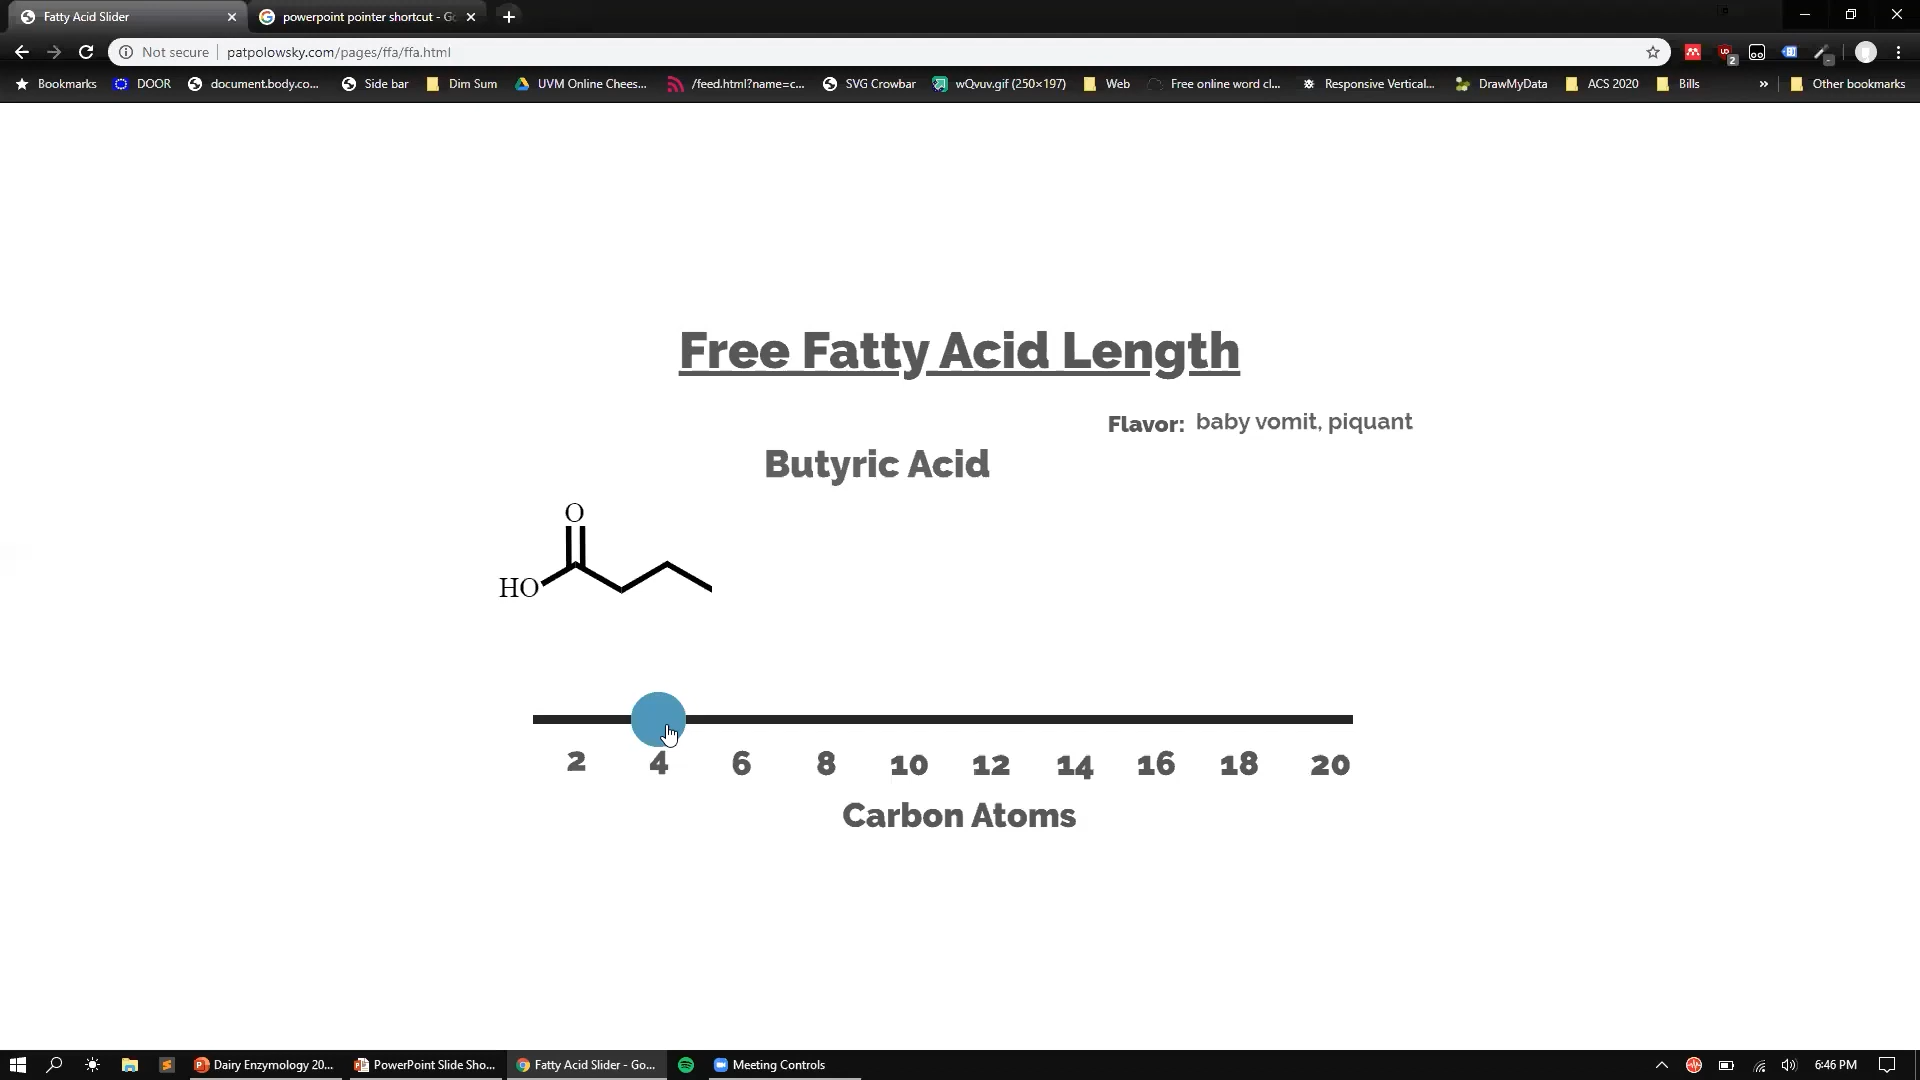 Fatty Acid Slider
powerpoint pointer shortcut - Go
Not secure
patpolowsky.com/pages/ffa/ffa.html
2
Bookmarks
DOOR
document.body.co...
Side bar
Dim Sum
UVM Online Chees...
/feed.html?name=c...
SVG Crowbar
wQvuv.gif (250×197)
Web
Free online word cl...
Responsive Vertical...
DrawMyData
ACS 2020
Bills
»
Other bookmarks
Free Fatty Acid Length
Flavor: baby vomit, piquant
Butyric Acid
O
HO
2 4 6 8 10 12 14 16 18 20
Carbon Atoms
Dairy Enzymology 20...
PowerPoint Slide Sho...
Fatty Acid Slider - Go...
Meeting Controls
6:46 PM